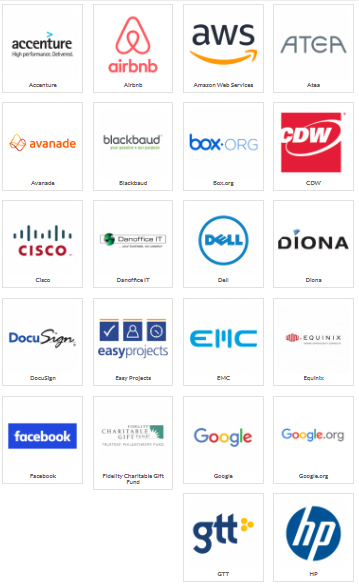 accenture
High performance. Delivered.
Accenture
airbnb
Airbnb
aws
Amazon Web Services
ATEA
Atea
avanade
Avanade
blackbaud
Blackbaud
box.ORG
Box.org
CDW
CDW
CISCO
Cisco
Danoffice IT
Danoffice IT
DELL
Dell
DIONA
Diona
DocuSign
DocuSign
easyprojects
Easy Projects
EMC
EMC
EQUINIX
Equinix
facebook
Facebook
FIDELITY
CHARITABLE
GIFT FUND
Fidelity Charitable Gift
Fund
Google
Google
Google.org
Google.org
gtt
GTT
hp
HP